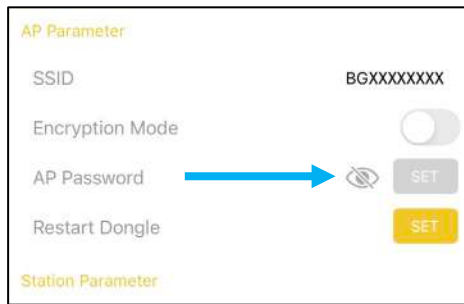 AP Parameter
SSID BGXXXXXXXX
Encryption Mode
AP Password SET
Restart Dongle SET
Station Parameter